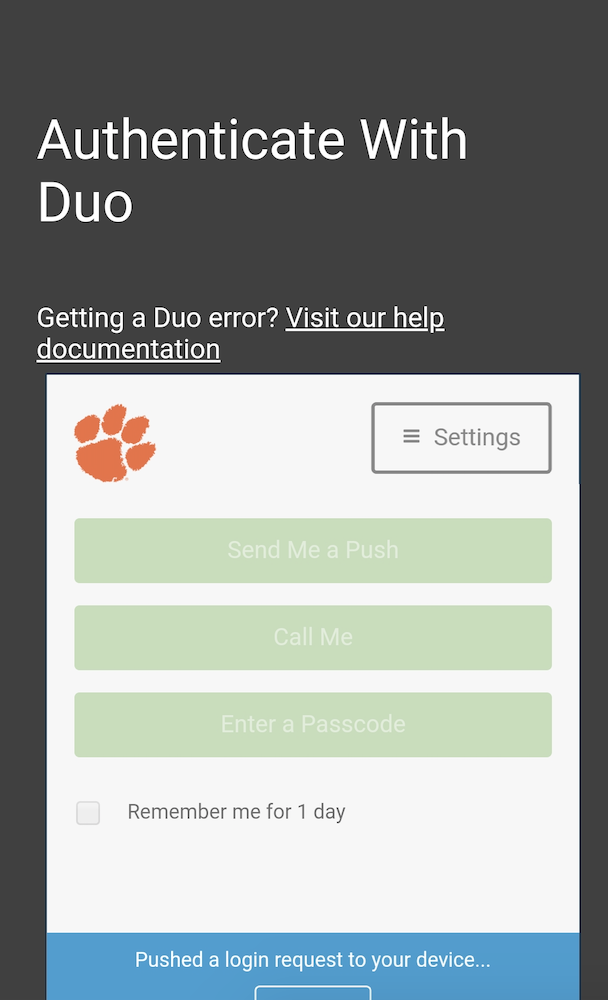 Authenticate With
Duo
Getting a Duo error? Visit our help
documentation
Settings
Send Me a Push
Call Me
Enter a Passcode
Remember me for 1 day
Pushed a login request to your device...